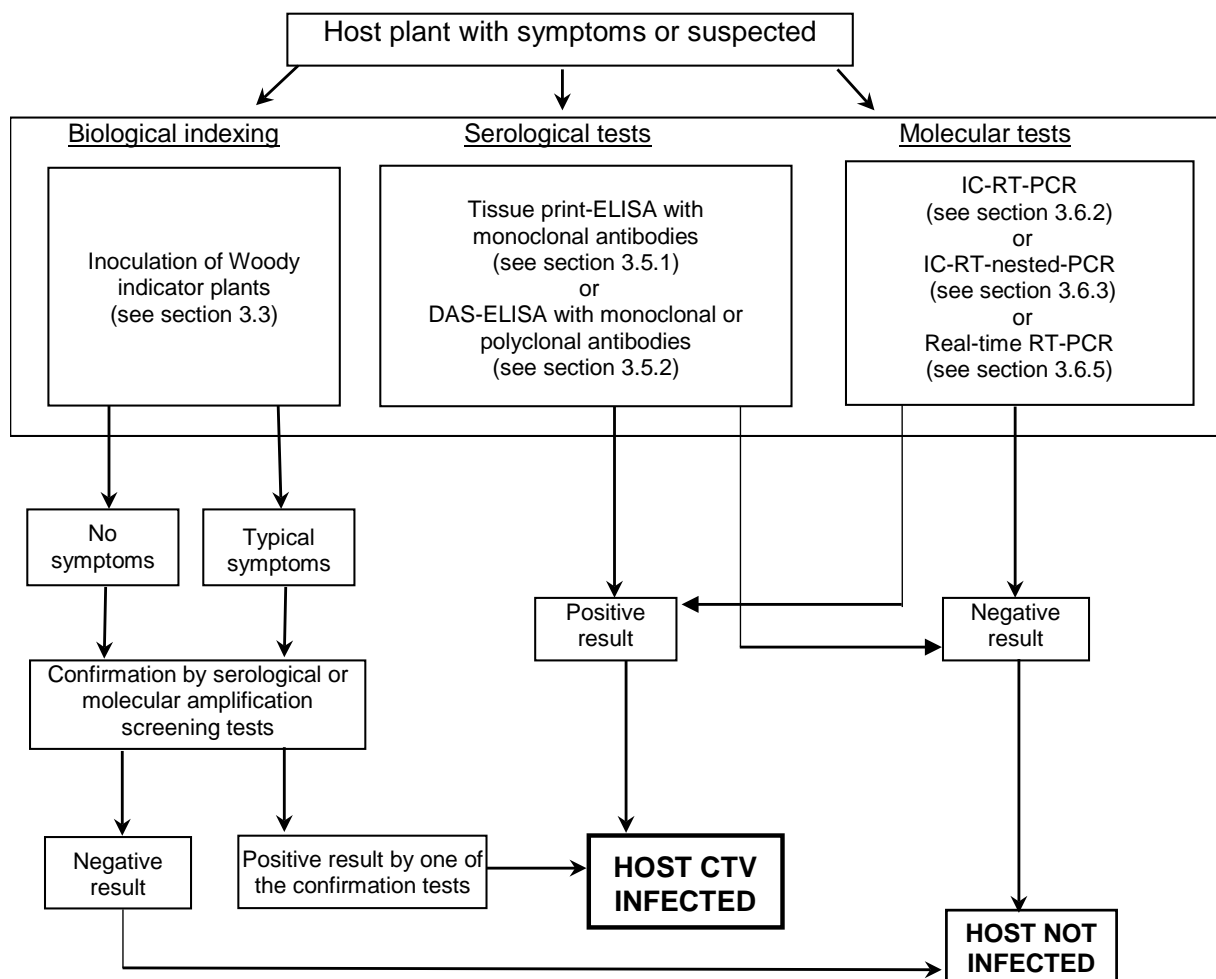 Host plant with symptoms or suspected
Biological indexing
Serological tests
Molecular tests
Inoculation of Woody
indicator plants
(see section 3.3)
Tissue print-ELISA with
monoclonal antibodies
(see section 3.5.1)
or
DAS-ELISA with monoclonal or
polyclonal antibodies
(see section 3.5.2)
IC-RT-PCR
(see section 3.6.2)
or
IC-RT-nested-PCR
(see section 3.6.3)
or
Real-time RT-PCR
(see section 3.6.5)
No
symptoms
Typical
symptoms
Positive
result
Negative
result
Confirmation by serological or
molecular amplification
screening tests
Negative
result
Positive result by one of
the confirmation tests
HOST CTV
INFECTED
HOST NOT
INFECTED